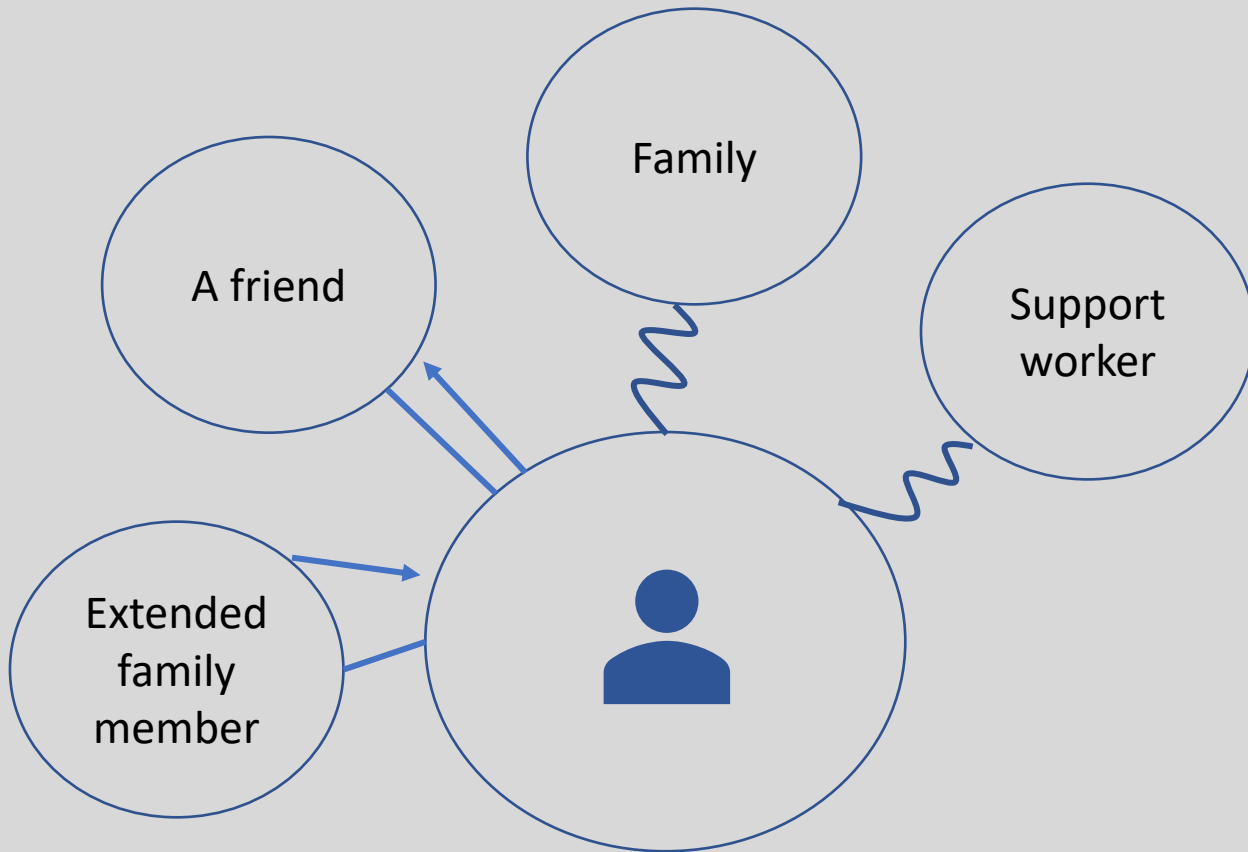 Family
A friend
Support
worker
Extended
family
member